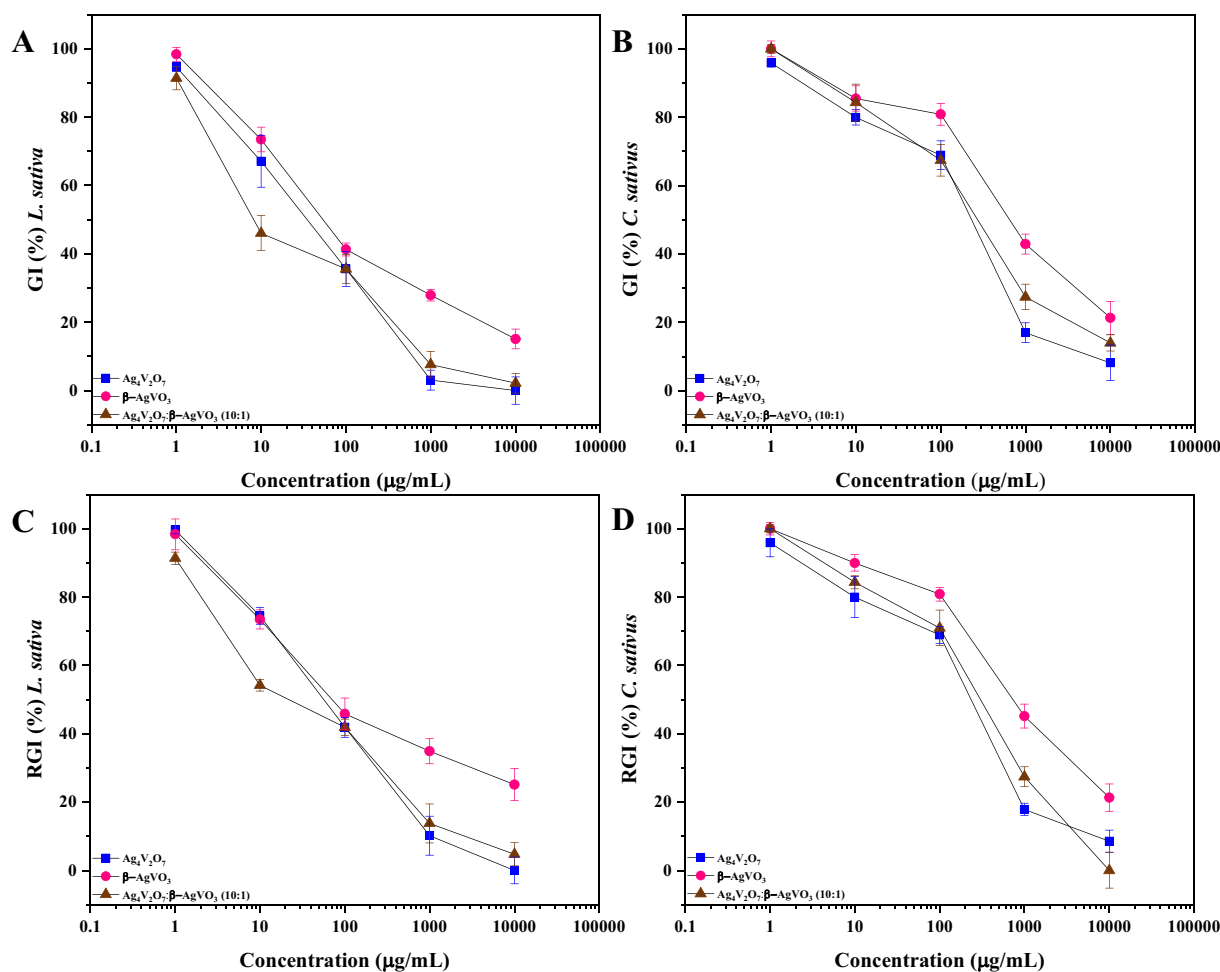 A
GI (%) L. sativa
100
80
60
40
20
0
Ag₄V₂O₇
β–AgVO₃
Ag₄V₂O₇:β–AgVO₃ (10:1)
0.1 1 10 100 1000 10000 100000
Concentration (μg/mL)
B
GI (%) C. sativus
100
80
60
40
20
0
Ag₄V₂O₇
β–AgVO₃
Ag₄V₂O₇:β–AgVO₃ (10:1)
0.1 1 10 100 1000 10000 100000
Concentration (μg/mL)
C
RGI (%) L. sativa
100
80
60
40
20
0
Ag₄V₂O₇
β–AgVO₃
Ag₄V₂O₇:β–AgVO₃ (10:1)
0.1 1 10 100 1000 10000 100000
Concentration (μg/mL)
D
RGI (%) C. sativus
100
80
60
40
20
0
Ag₄V₂O₇
β–AgVO₃
Ag₄V₂O₇:β–AgVO₃ (10:1)
0.1 1 10 100 1000 10000 100000
Concentration (μg/mL)